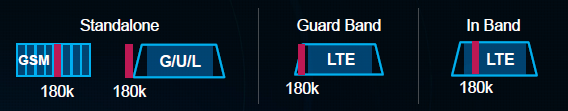 Standalone
Guard Band
In Band
GSM
G/U/L
LTE
LTE
180k
180k
180k
180k